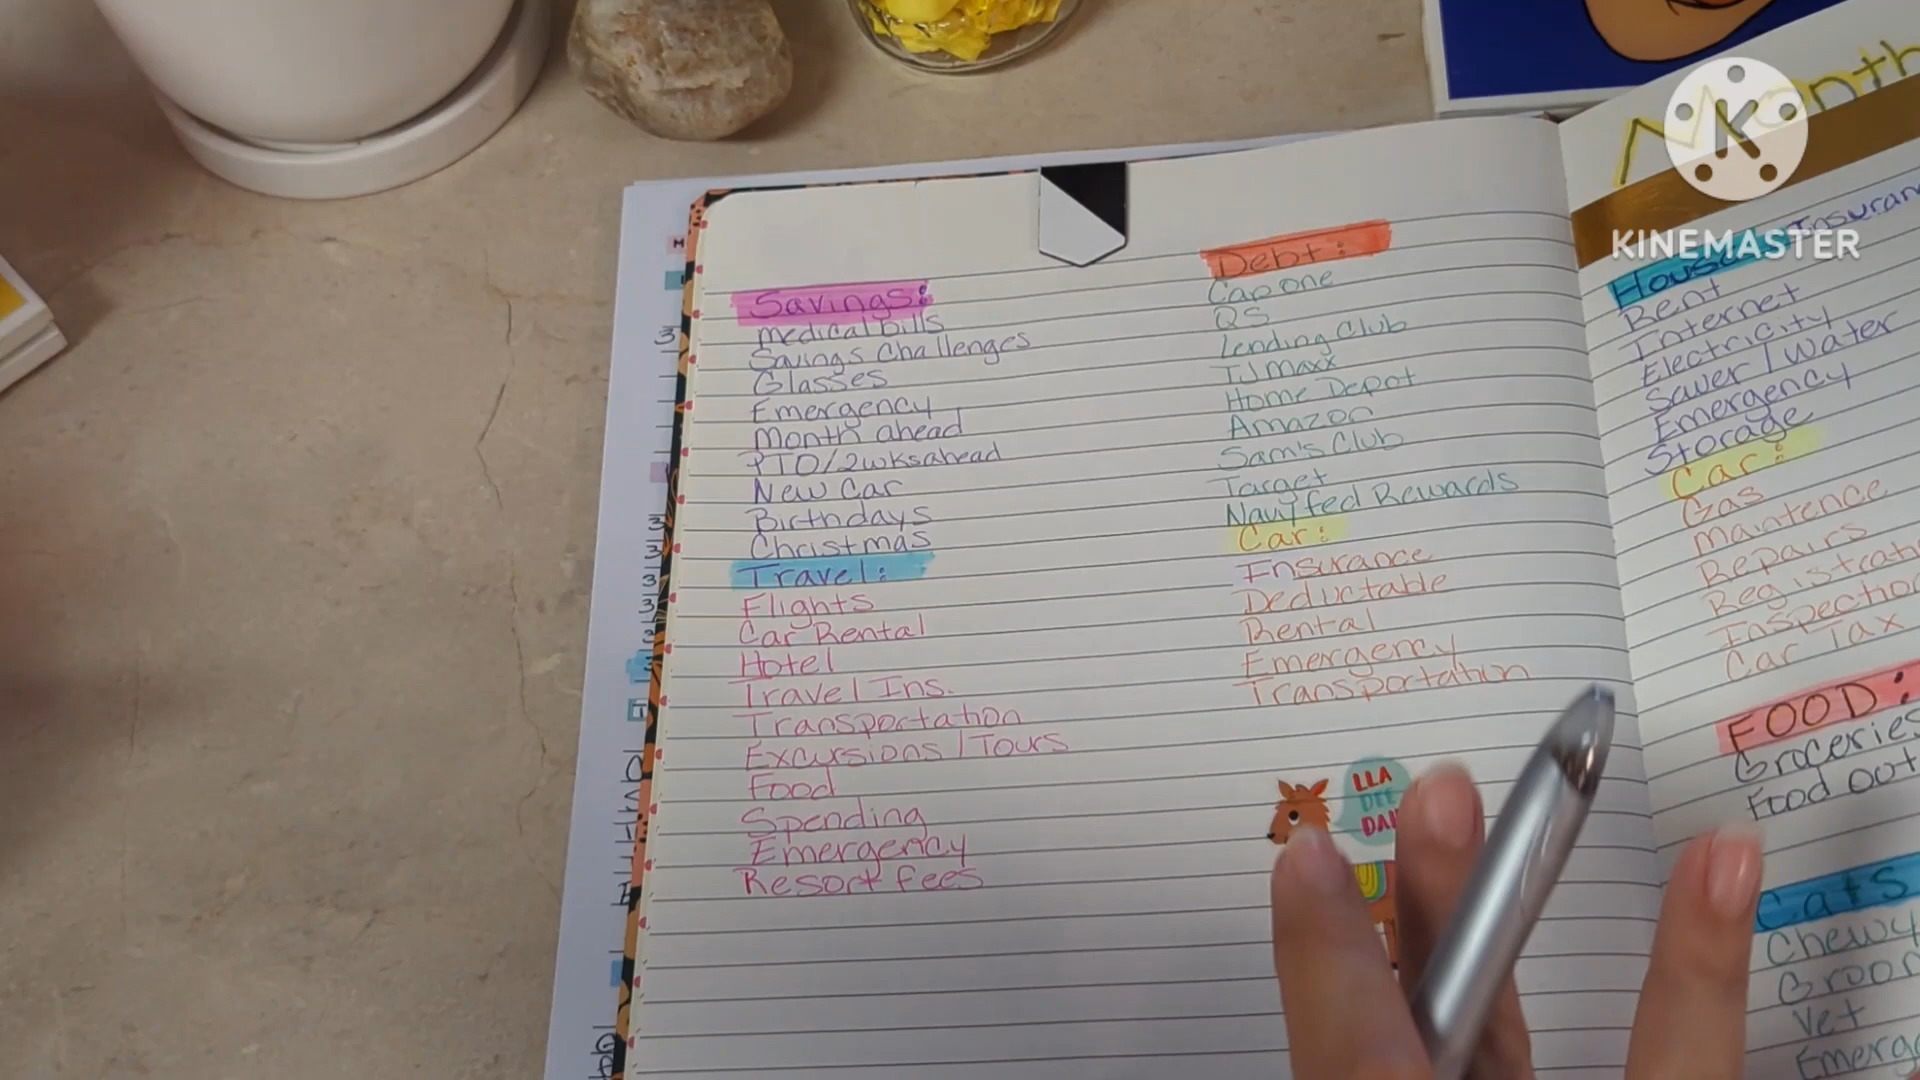 Savings:
medical bills
Savings Challenges
Glasses
Emergency
Month ahead
PTO/2wksahead
New Car
Birthdays
Christmas
Travel:
Flights
Car Rental
Hotel
Travel Ins.
Transportation
Excursions/Tours
Food
Spending
Emergency
Resort fees
Debt:
Cap one
QS
Lending Club
TJ Maxx
Home Depot
Amazon
Sam's Club
Target
Navy fed Rewards
Car:
Insurance
Deductable
Rental
Emergency
Transportation
LLA
DEE
KINEMASTER
Rent
Internet
Electricity
Sewer/Water
Emergency
Storage
Car:
Gas
maintence
Repairs
Inspection
Car Tax
FOOD:
Groceries
Food out
Cats
Chewy
Vet